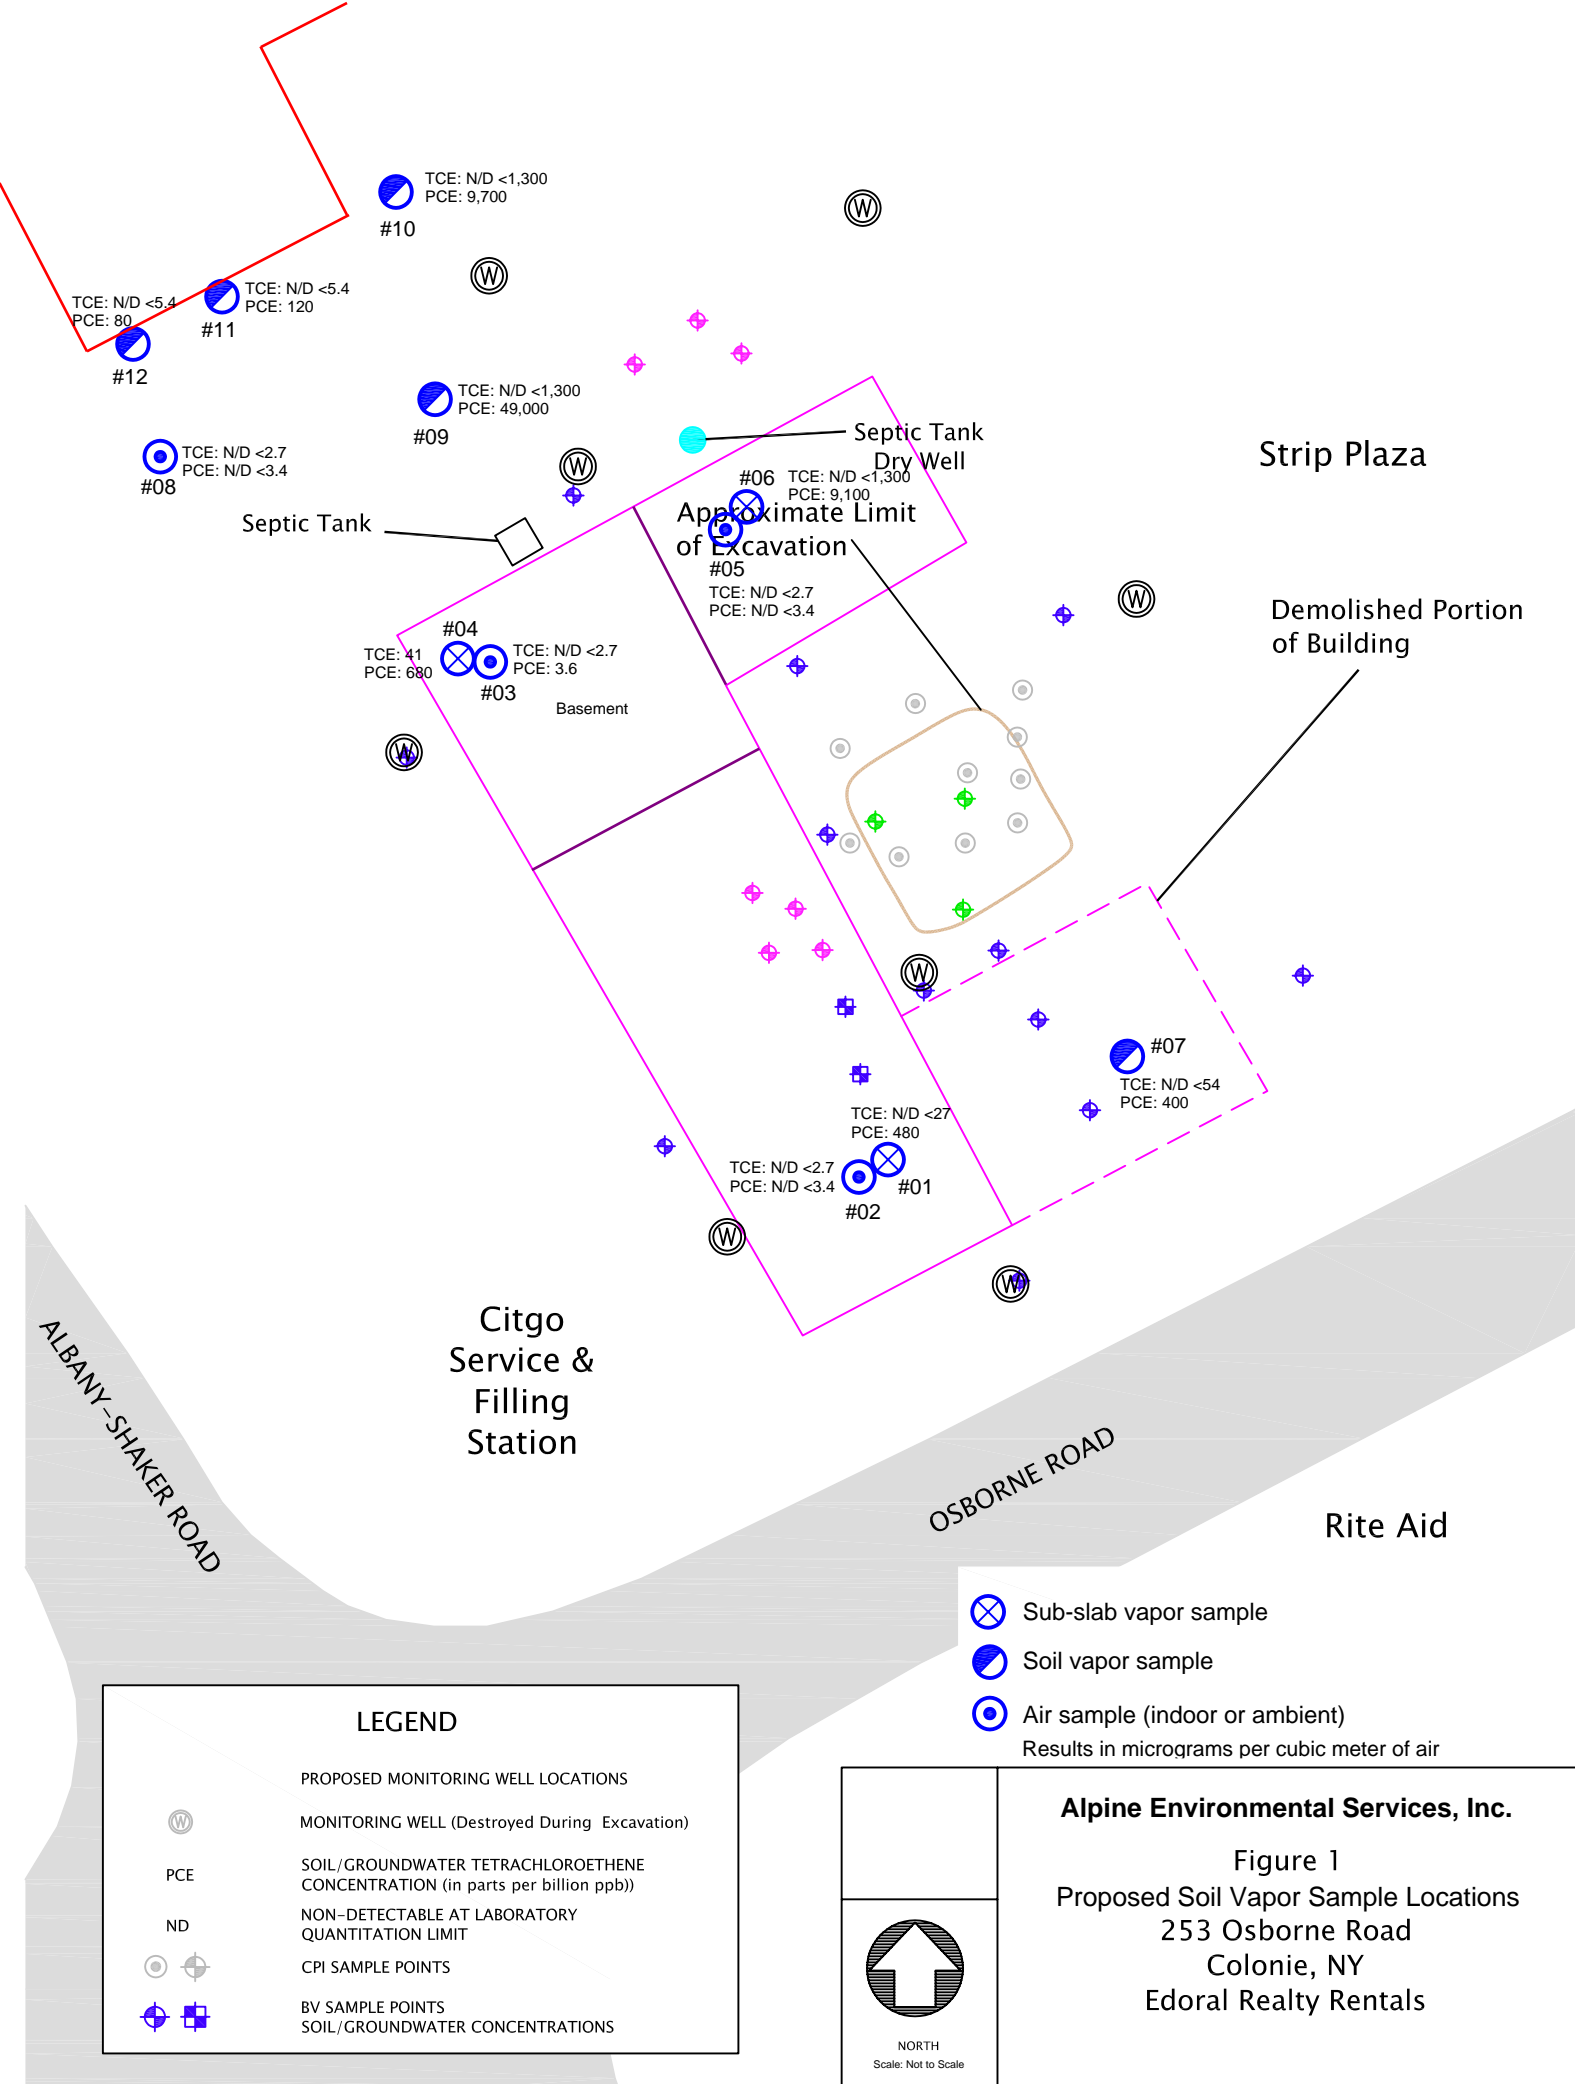 TCE: N/D <1,300
PCE: 9,700
#10
W
W
TCE: N/D <5.4
PCE: 120
#11
TCE: N/D <5.4
PCE: 80
#12
TCE: N/D <1,300
PCE: 49,000
#09
TCE: N/D <2.7
PCE: N/D <3.4
#08
W
Septic Tank
Dry Well
Strip Plaza
#06
TCE: N/D <1,300
PCE: 9,100
Septic Tank
Approximate Limit
of Excavation
#05
TCE: N/D <2.7
PCE: N/D <3.4
W
Demolished Portion
of Building
#04
TCE: 41
PCE: 680
TCE: N/D <2.7
PCE: 3.6
#03
Basement
W
W
#07
TCE: N/D <54
PCE: 400
TCE: N/D <27
PCE: 480
#01
TCE: N/D <2.7
PCE: N/D <3.4
#02
W
W
Citgo
Service &
Filling
Station
ALBANY-SHAKER ROAD
OSBORNE ROAD
Rite Aid
Sub-slab vapor sample
Soil vapor sample
Air sample (indoor or ambient)
Results in micrograms per cubic meter of air
LEGEND
PROPOSED MONITORING WELL LOCATIONS
W
MONITORING WELL (Destroyed During Excavation)
PCE
SOIL/GROUNDWATER TETRACHLOROETHENE
CONCENTRATION (in parts per billion ppb))
ND
NON-DETECTABLE AT LABORATORY
QUANTITATION LIMIT
CPI SAMPLE POINTS
BV SAMPLE POINTS
SOIL/GROUNDWATER CONCENTRATIONS
Alpine Environmental Services, Inc.
Figure 1
Proposed Soil Vapor Sample Locations
253 Osborne Road
Colonie, NY
Edoral Realty Rentals
NORTH
Scale: Not to Scale